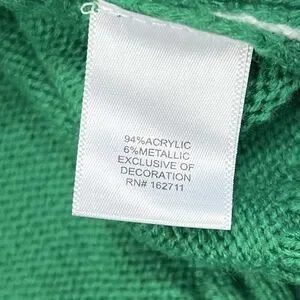 94%ACRYLIC
6%METALLIC
EXCLUSIVE OF
DECORATION
RN# 162711